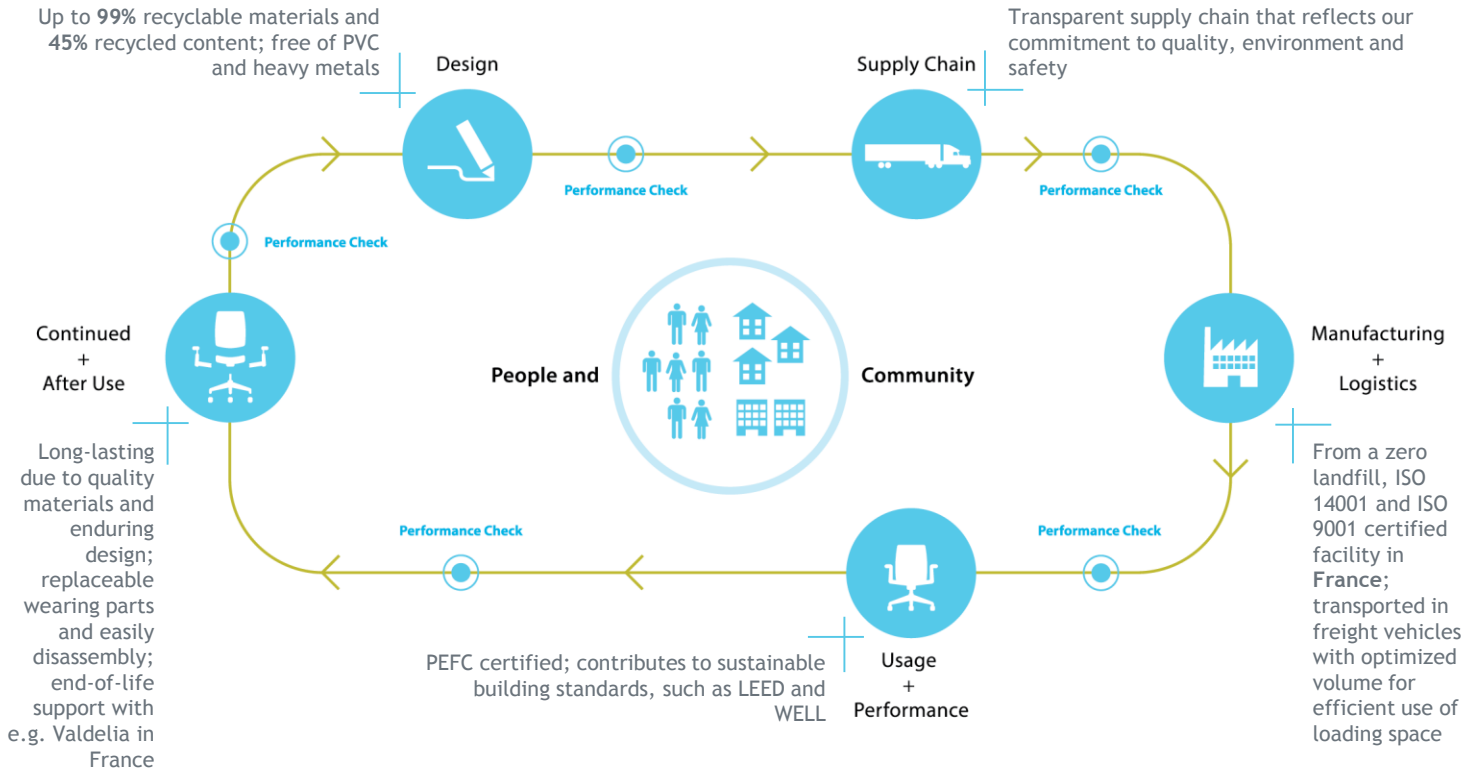 Up to 99% recyclable materials and
45% recycled content; free of PVC
and heavy metals
Design
Supply Chain
Transparent supply chain that reflects our
commitment to quality, environment and
safety
Performance Check
Performance Check
Performance Check
Continued
+
After Use
People and
Community
Manufacturing
+
Logistics
Long-lasting
due to quality
materials and
enduring
design;
replaceable
wearing parts
and easily
disassembly;
end-of-life
support with
e.g. Valdelia in
France
From a zero
landfill, ISO
14001 and ISO
9001 certified
facility in
France;
transported in
freight vehicles
with optimized
volume for
efficient use of
loading space
Performance Check
Performance Check
PEFC certified; contributes to sustainable
building standards, such as LEED and
WELL
Usage
+
Performance